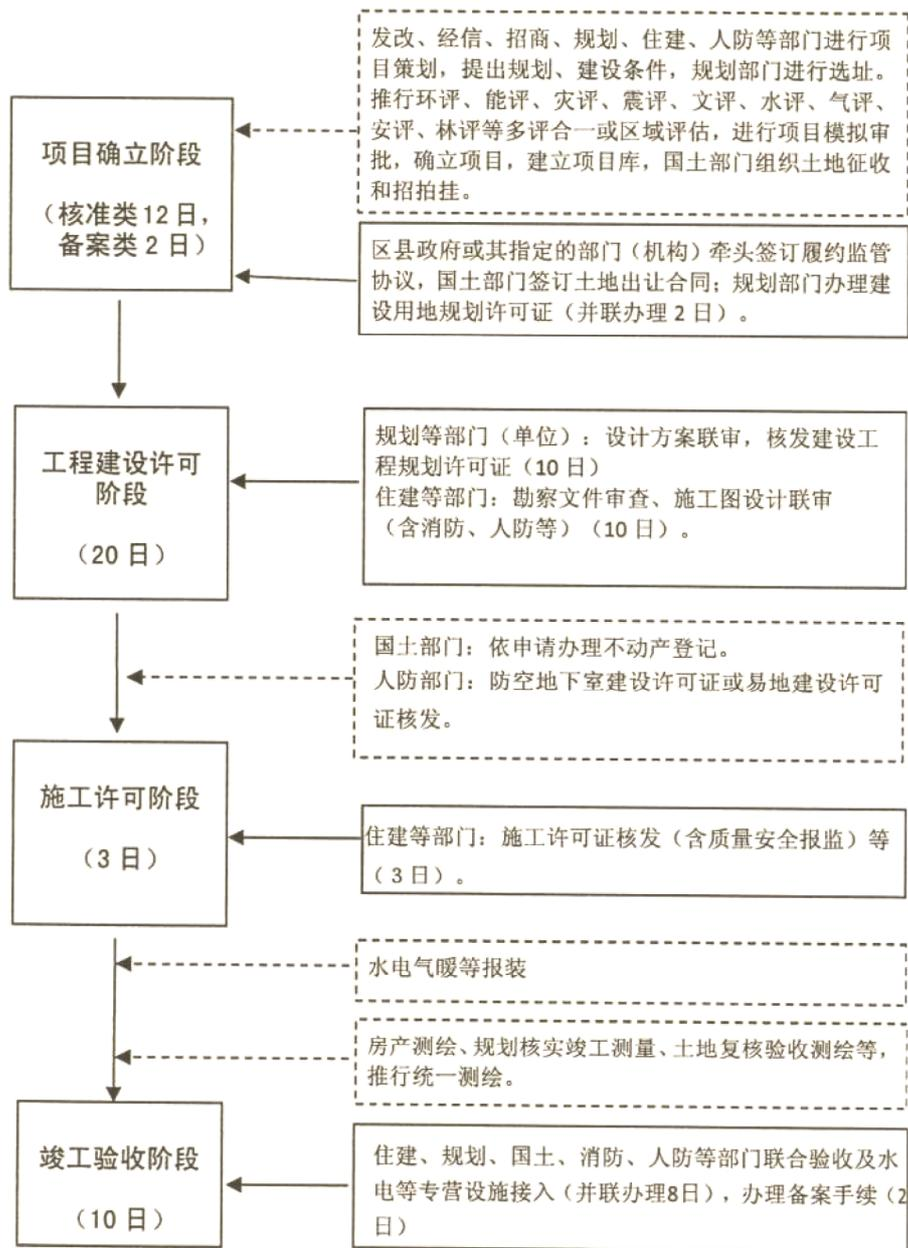 发改、经信、招商、规划、住建、人防等部门进行项
目策划，提出规划、建设条件，规划部门进行选址。
推行环评、能评、灾评、震评、文评、水评、气评、
安评、林评等多评合一或区域评估，进行项目模拟审
批，确立项目，建立项目库，国土部门组织土地征收
和招拍挂。
项目确立阶段
（核准类12日，
备案类2日）
区县政府或其指定的部门（机构）牵头签订履约监管
协议，国土部门签订土地出让合同；规划部门办理建
设用地规划许可证（并联办理2日）。
工程建设许可
阶段
（20日）
规划等部门（单位）：设计方案联审，核发建设工
程规划许可证（10日）
住建等部门：勘察文件审查、施工图设计联审
（含消防、人防等）（10日）。
国土部门：依申请办理不动产登记。
人防部门：防空地下室建设许可证或易地建设许可
证核发。
施工许可阶段
（3日）
住建等部门：施工许可证核发（含质量安全报监）等
（3日）。
水电气暖等报装
房产测绘、规划核实竣工测量、土地复核验收测绘等，
推行统一测绘。
竣工验收阶段
（10日）
住建、规划、国土、消防、人防等部门联合验收及水
电等专营设施接入（并联办理8日），办理备案手续（2
日）